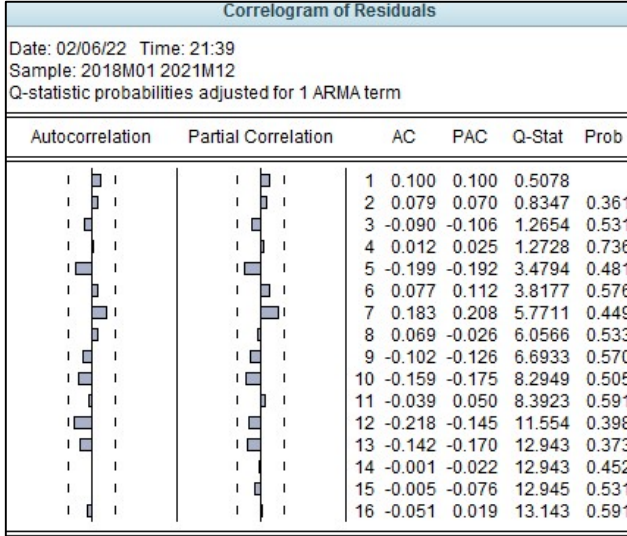 Correlogram of Residuals
Date: 02/06/22 Time: 21:39
Sample: 2018M01 2021M12
Q-statistic probabilities adjusted for 1 ARMA term
Autocorrelation Partial Correlation AC PAC Q-Stat Prob
1 0.100 0.100 0.5078
2 0.079 0.070 0.8347 0.361
3 -0.090 -0.106 1.2654 0.531
4 0.012 0.025 1.2728 0.736
5 -0.199 -0.192 3.4794 0.481
6 0.077 0.112 3.8177 0.576
7 0.183 0.208 5.7711 0.449
8 0.069 -0.026 6.0566 0.533
9 -0.102 -0.126 6.6933 0.570
10 -0.159 -0.175 8.2949 0.505
11 -0.039 0.050 8.3923 0.591
12 -0.218 -0.145 11.554 0.398
13 -0.142 -0.170 12.943 0.373
14 -0.001 -0.022 12.943 0.452
15 -0.005 -0.076 12.945 0.531
16 -0.051 0.019 13.143 0.591